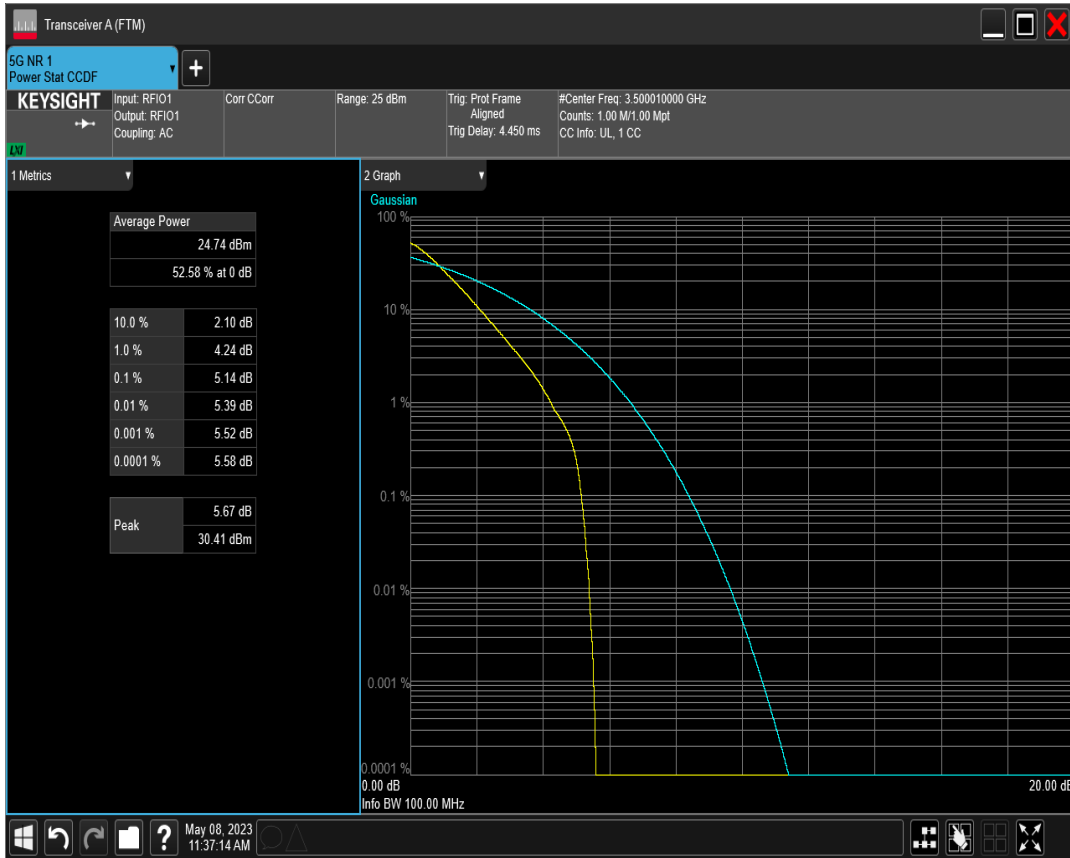 Transceiver A (FTM)
5G NR 1
Power Stat CCDF
+
KEYSIGHT
LXI
Input: RFIO1
Output: RFIO1
Coupling: AC
Corr CCorr
Range: 25 dBm
Trig: Prot Frame
Aligned
Trig Delay: 4.450 ms
#Center Freq: 3.500010000 GHz
Counts: 1.00 M/1.00 Mpt
CC Info: UL, 1 CC
1 Metrics
Average Power
24.74 dBm
52.58 % at 0 dB
10.0 % 2.10 dB
1.0 % 4.24 dB
0.1 % 5.14 dB
0.01 % 5.39 dB
0.001 % 5.52 dB
0.0001 % 5.58 dB
Peak 5.67 dB
30.41 dBm
2 Graph
Gaussian
100 %
10 %
1 %
0.1 %
0.01 %
0.001 %
0.0001 %
0.00 dB 20.00 dB
Info BW 100.00 MHz
? May 08, 2023
11:37:14 AM